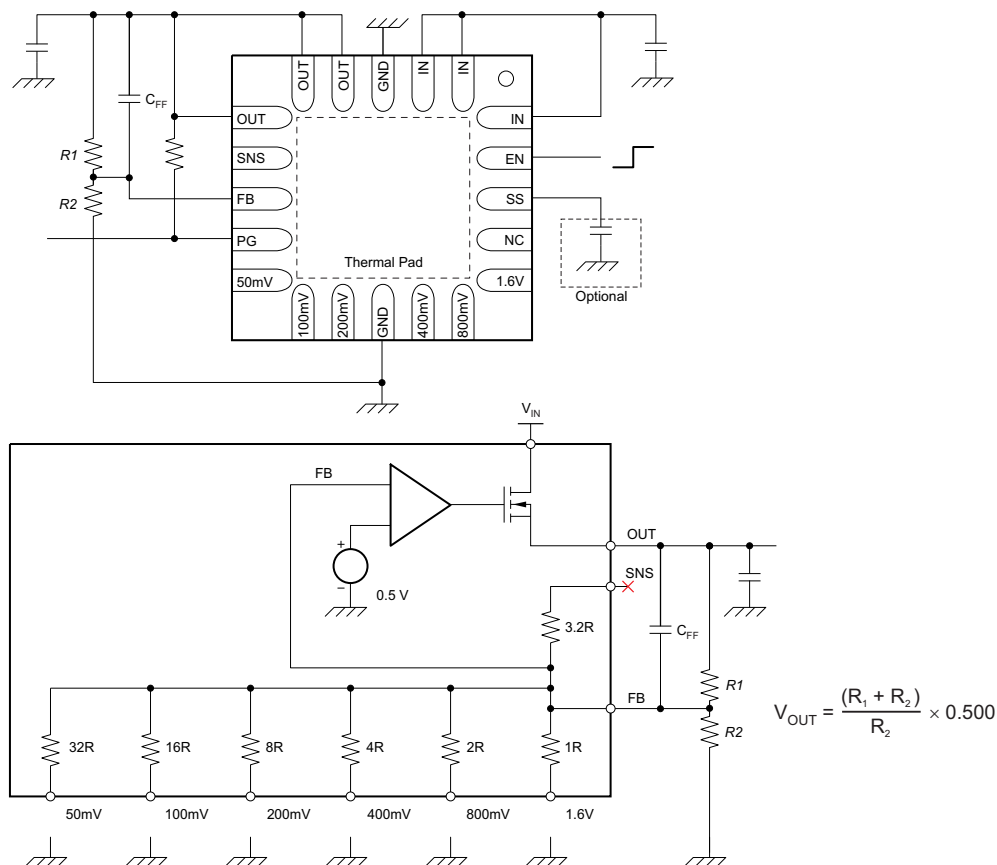 OUT
OUT
GND
IN
IN
C_FF
OUT
IN
R1
SNS
EN
R2
FB
SS
PG
NC
Thermal Pad
50mV
1.6V
100mV
200mV
GND
400mV
800mV
Optional
V_IN
FB
OUT
+
SNS
−
0.5 V
3.2R
C_FF
R1
FB
V_OUT = (R_1 + R_2) / R_2 × 0.500
R2
32R
16R
8R
4R
2R
1R
50mV
100mV
200mV
400mV
800mV
1.6V